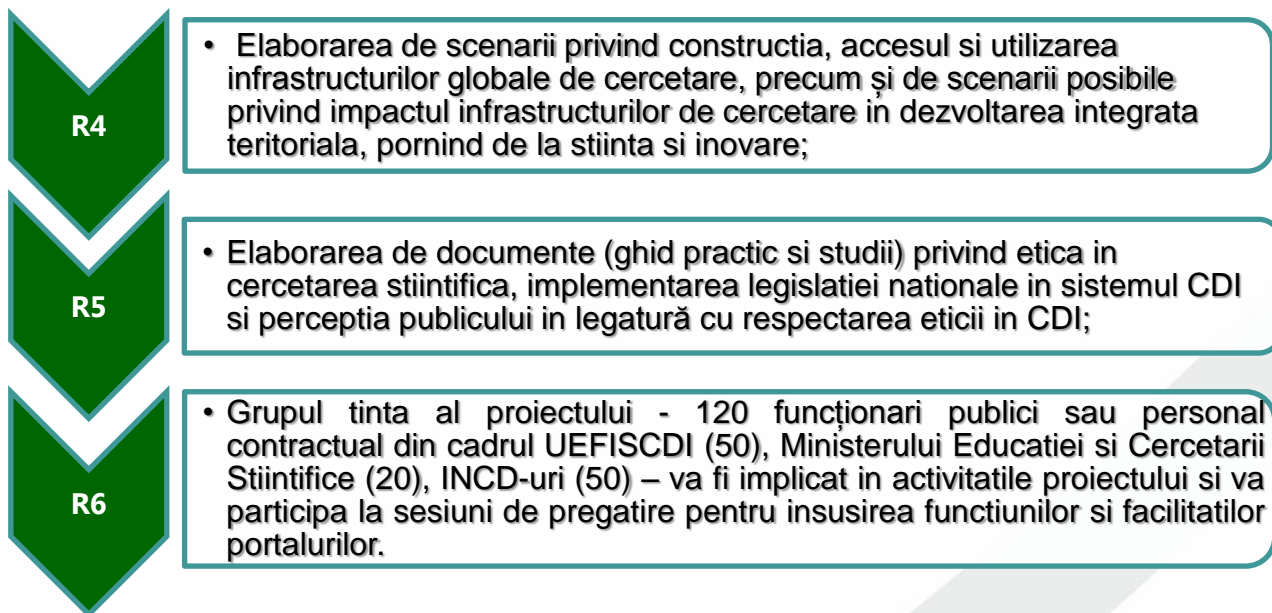 R4
• Elaborarea de scenarii privind constructia, accesul si utilizarea
infrastructurilor globale de cercetare, precum și de scenarii posibile
privind impactul infrastructurilor de cercetare in dezvoltarea integrata
teritoriala, pornind de la stiinta si inovare;
R5
• Elaborarea de documente (ghid practic si studii) privind etica in
cercetarea stiintifica, implementarea legislatiei nationale in sistemul CDI
si perceptia publicului in legatură cu respectarea eticii in CDI;
R6
• Grupul tinta al proiectului - 120 funcționari publici sau personal
contractual din cadrul UEFISCDI (50), Ministerului Educatiei si Cercetarii
Stiintifice (20), INCD-uri (50) – va fi implicat in activitatile proiectului si va
participa la sesiuni de pregatire pentru insusirea functiunilor si facilitatilor
portalurilor.